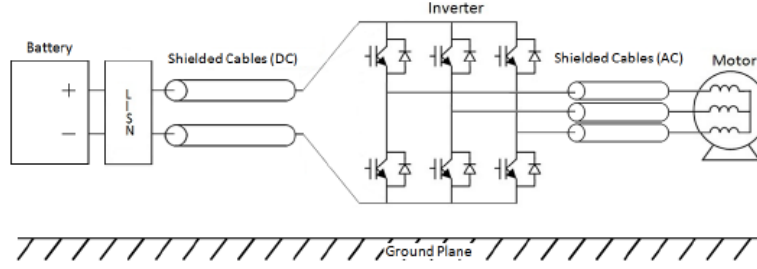 Inverter
Battery
Shielded Cables (DC)
Shielded Cables (AC)
Motor
+
L
I
S
N
−
Ground Plane